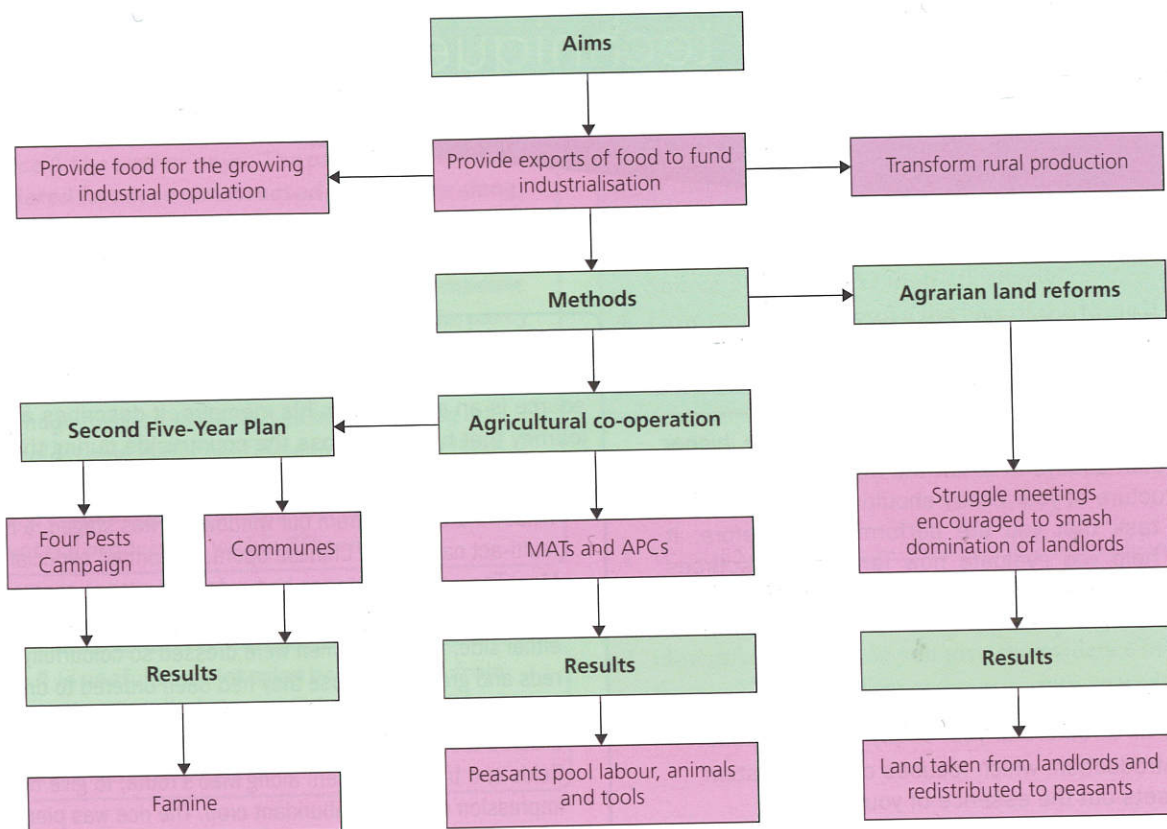 Aims
Provide food for the growing
industrial population
Provide exports of food to fund
industrialisation
Transform rural production
Methods
Agrarian land reforms
Second Five-Year Plan
Agricultural co-operation
Four Pests
Campaign
Communes
MATs and APCs
Struggle meetings
encouraged to smash
domination of landlords
Results
Results
Results
Famine
Peasants pool labour, animals
and tools
Land taken from landlords and
redistributed to peasants